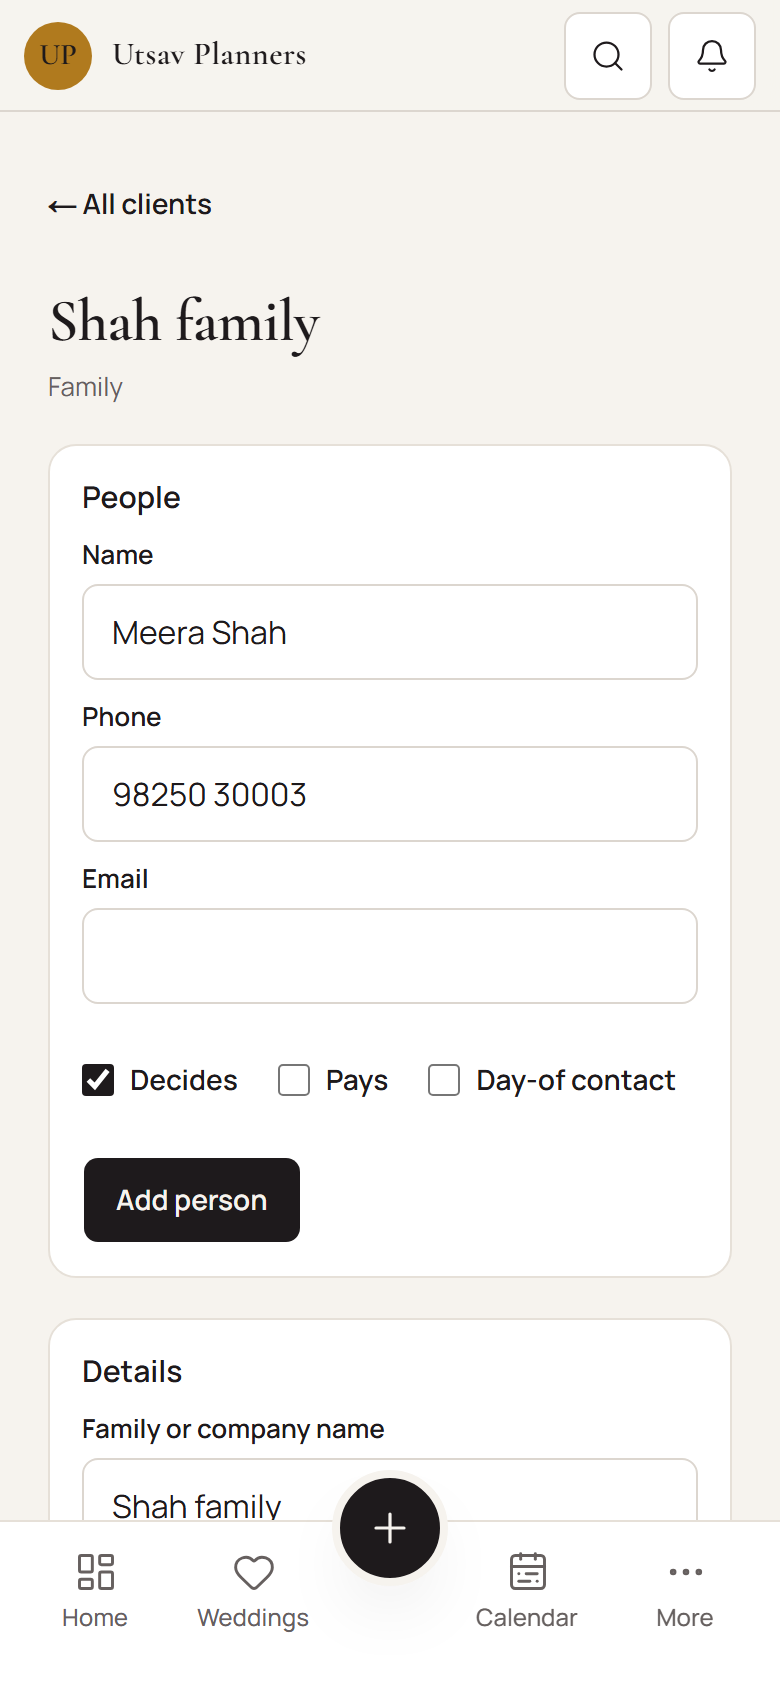 UP Utsav Planners
← All clients
Shah family
Family
People
Name
Meera Shah
Phone
98250 30003
Email
Decides Pays Day-of contact
Add person
Details
Family or company name
Shah family
Home Weddings Calendar More